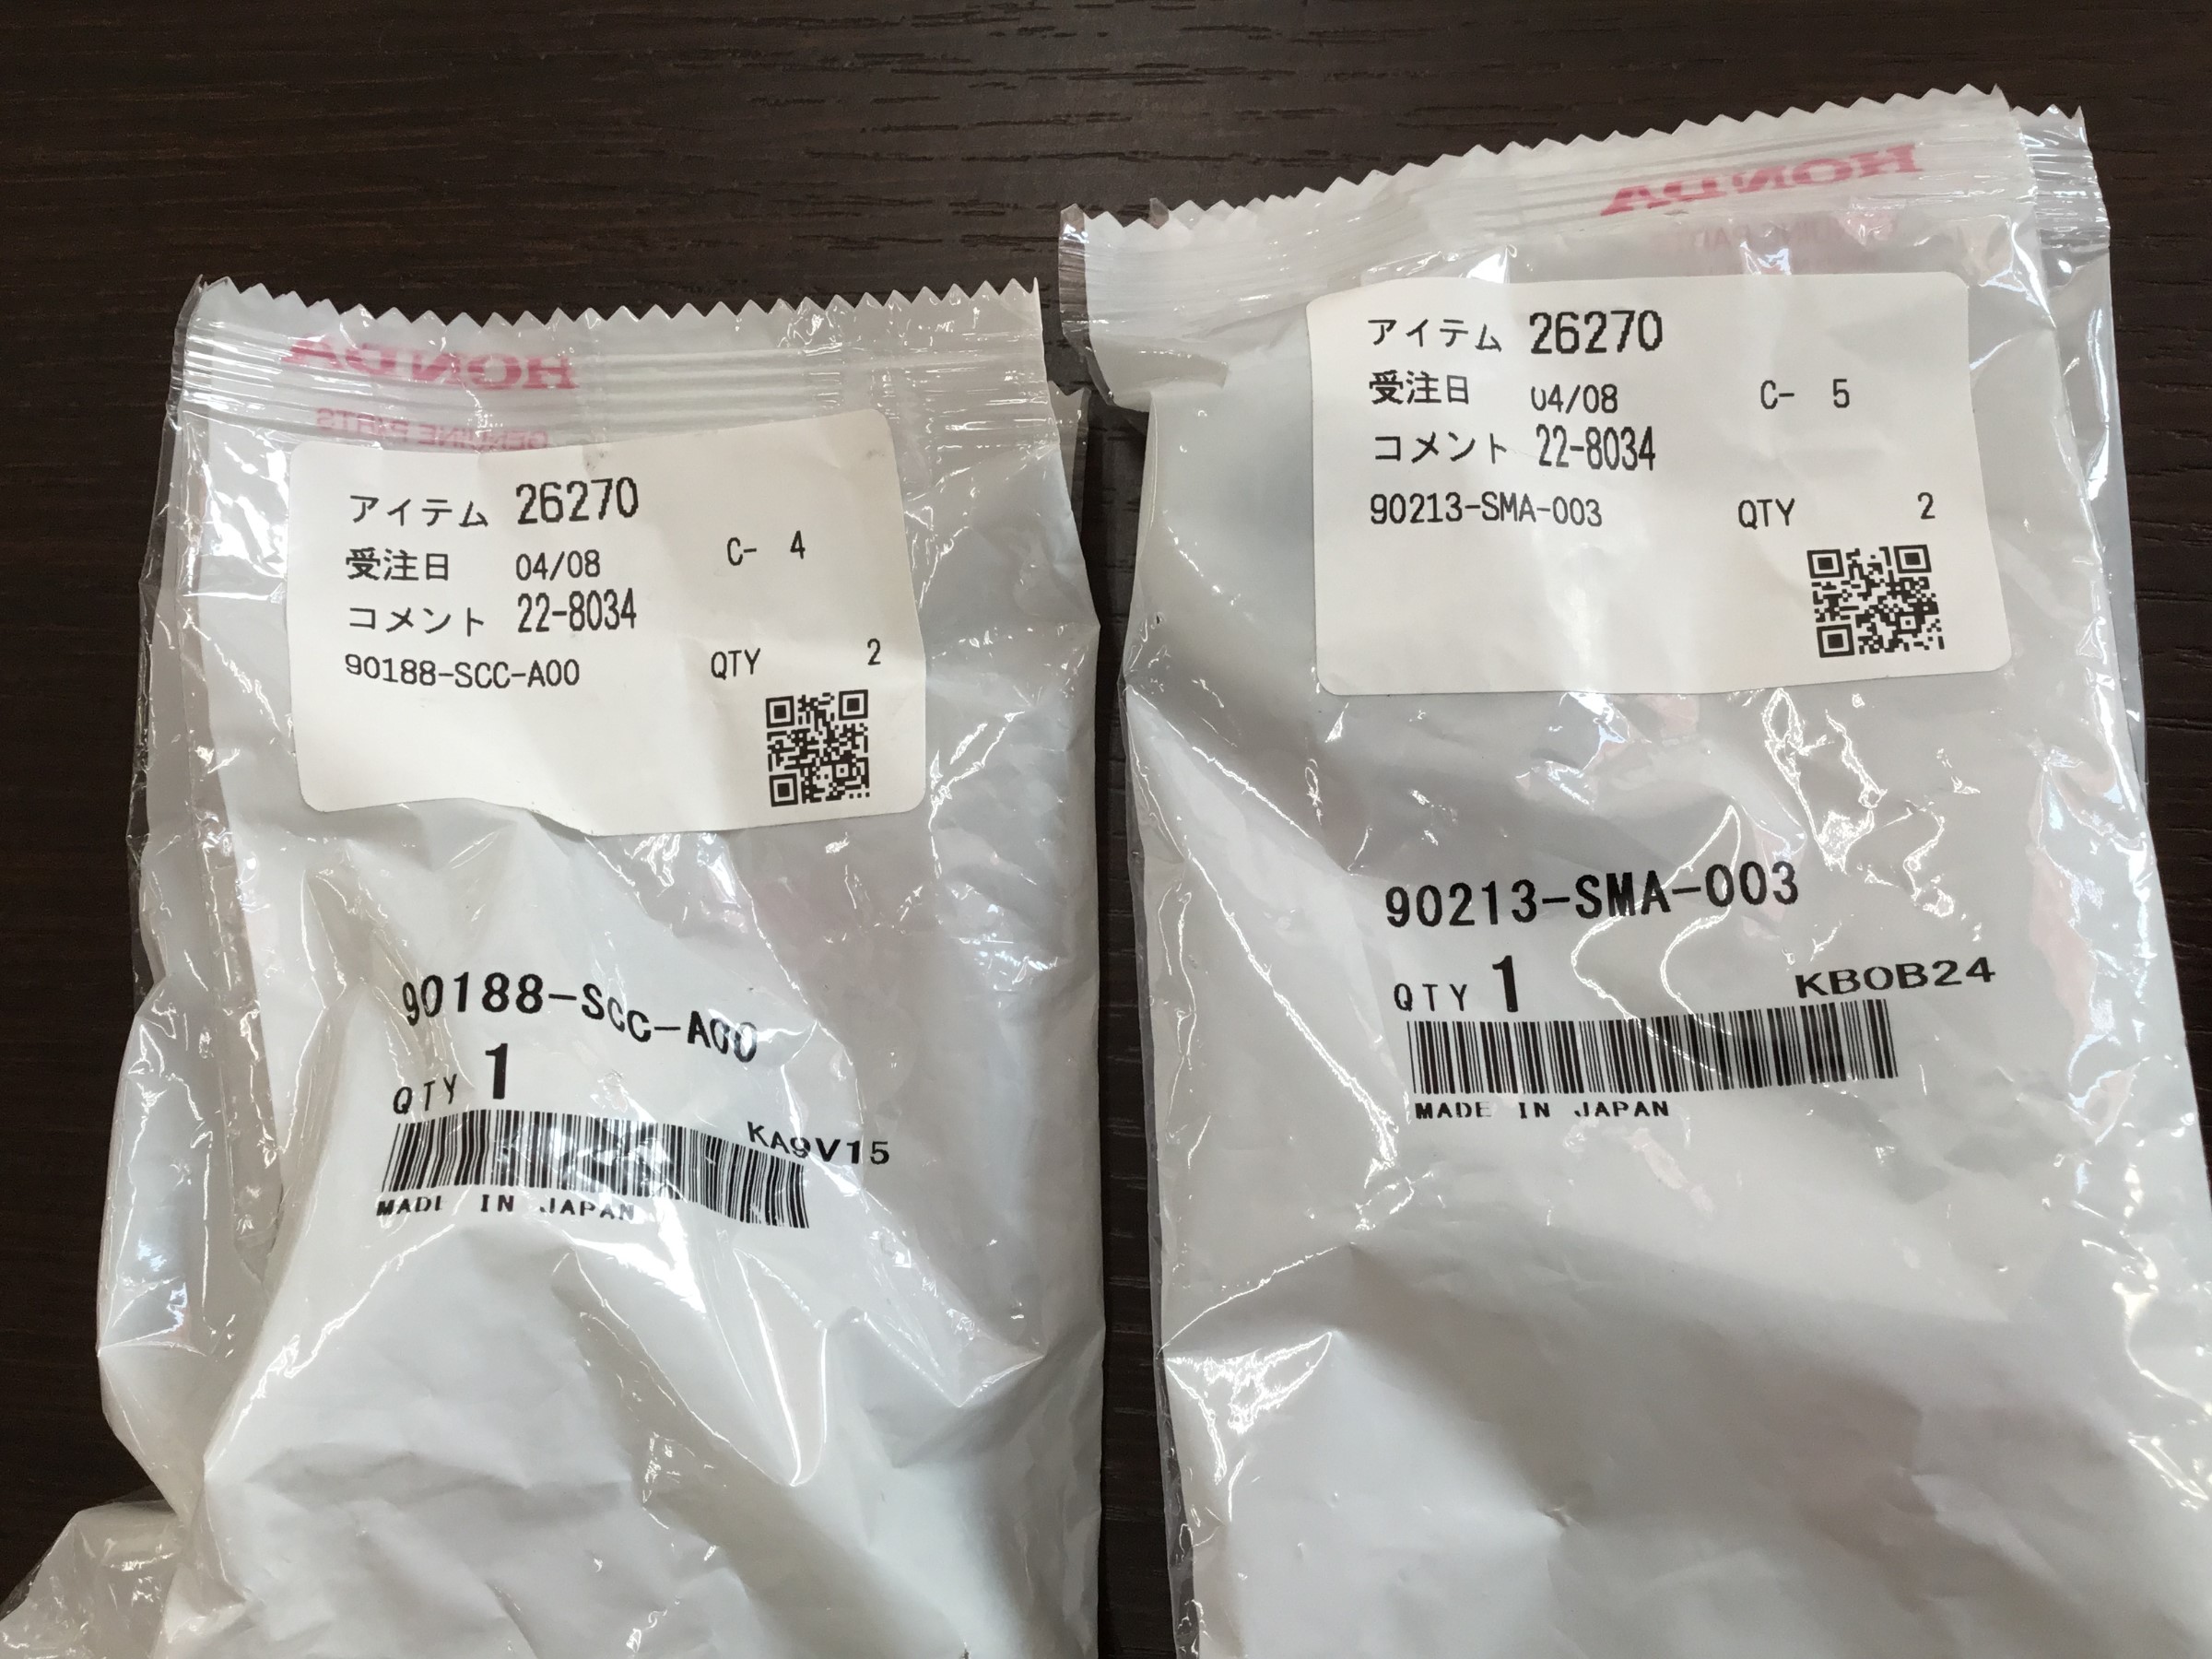 HONDA
GENUINE PARTS
アイテム 26270
受注日 04/08 C- 4
コメント 22-8034
90188-SCC-A00 QTY 2
90188-SCC-A00
QTY 1
KA9V15
MADE IN JAPAN
HONDA
GENUINE PARTS
アイテム 26270
受注日 04/08 C- 5
コメント 22-8034
90213-SMA-003 QTY 2
90213-SMA-003
QTY 1 KB0B24
MADE IN JAPAN